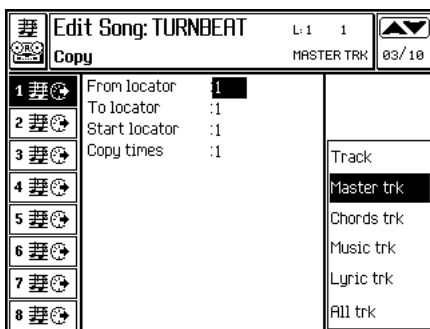 Edit Song: TURNBEAT
L:1 1
Copy
MASTER TRK
03/10
1
2
3
4
5
6
7
8
From locator :1
To locator :1
Start locator :1
Copy times :1
Track
Master trk
Chords trk
Music trk
Lyric trk
All trk